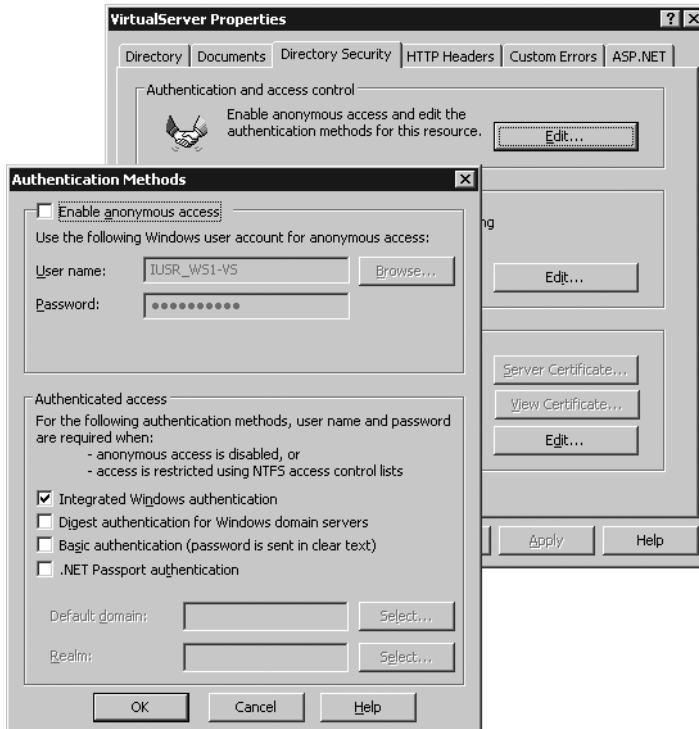 VirtualServer Properties
Directory Documents Directory Security HTTP Headers Custom Errors ASP.NET
Authentication and access control
Enable anonymous access and edit the
authentication methods for this resource.
Edit...
ng
Edit...
Server Certificate...
View Certificate...
Edit...
Apply Help
Authentication Methods
Enable anonymous access
Use the following Windows user account for anonymous access:
User name: IUSR_WS1-VS Browse...
Password: ●●●●●●●●●●
Authenticated access
For the following authentication methods, user name and password
are required when:
- anonymous access is disabled, or
- access is restricted using NTFS access control lists
Integrated Windows authentication
Digest authentication for Windows domain servers
Basic authentication (password is sent in clear text)
.NET Passport authentication
Default domain: Select...
Realm: Select...
OK Cancel Help